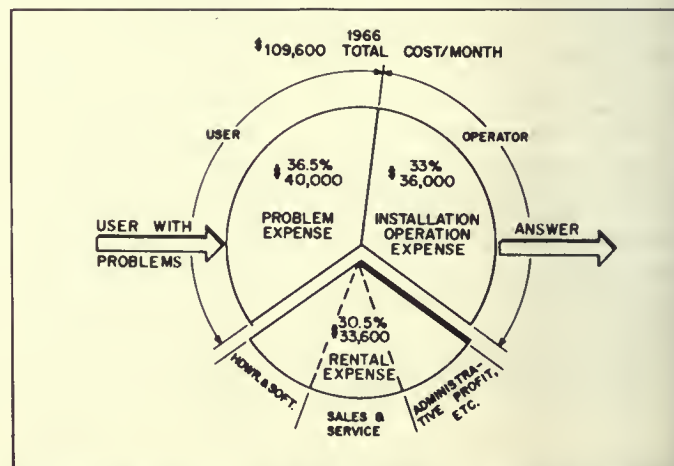 1966
$109,600 TOTAL COST/MONTH
USER
OPERATOR
36.5%
$40,000
PROBLEM
EXPENSE
33%
$36,000
INSTALLATION
OPERATION
EXPENSE
USER WITH
PROBLEMS
ANSWER
30.5%
$33,600
RENTAL
EXPENSE
HDWR. & SOFT.
SALES &
SERVICE
ADMINISTRA-
TIVE PROFIT,
ETC.